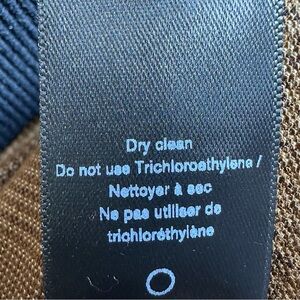 Dry clean
Do not use Trichloroethylene /
Nettoyer à sec
Ne pas utiliser de
trichloréthylène